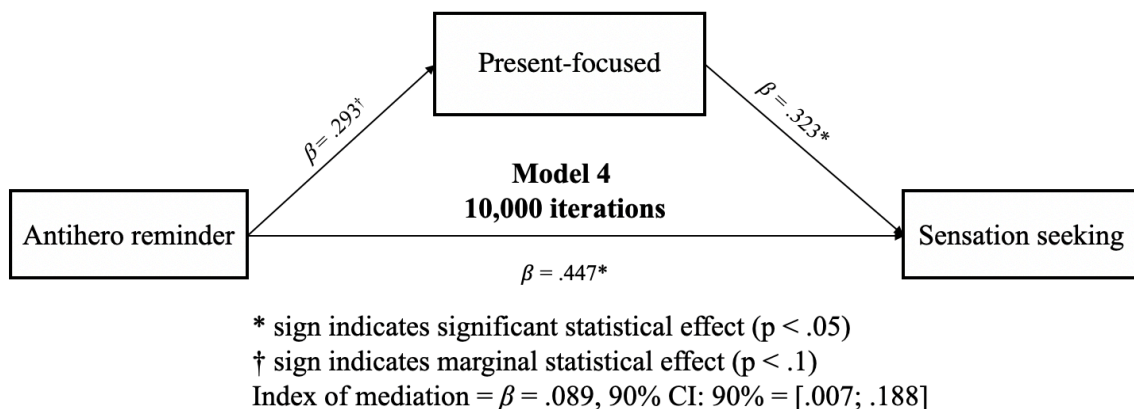 Present-focused
β = .293†
β = .323*
Model 4
10,000 iterations
Antihero reminder
Sensation seeking
β = .447*
* sign indicates significant statistical effect (p < .05)
† sign indicates marginal statistical effect (p < .1)
Index of mediation = β = .089, 90% CI: 90% = [.007; .188]